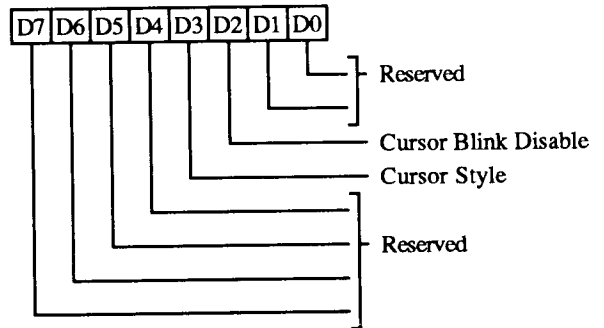 D7 D6 D5 D4 D3 D2 D1 D0
Reserved
Cursor Blink Disable
Cursor Style
Reserved